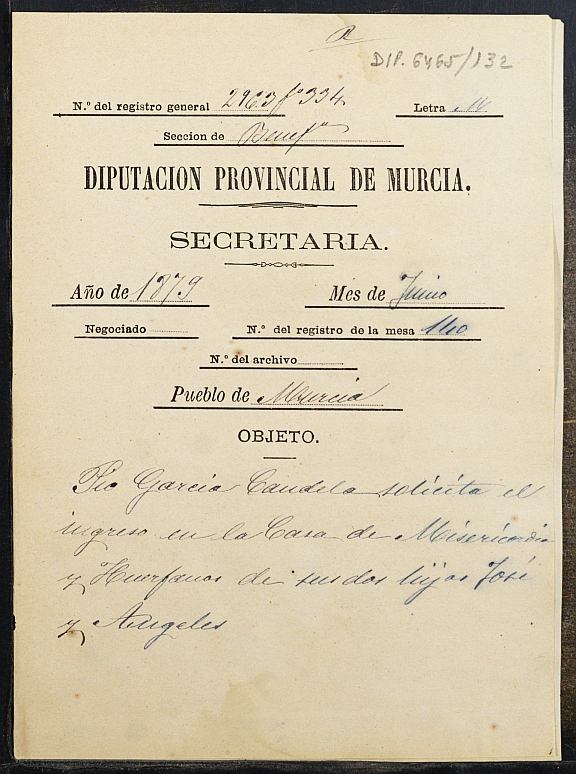 DIP. 6465/132
N.º del registro general 2963 fº 334 Letra M
Seccion de Benefª
DIPUTACION PROVINCIAL DE MURCIA.
SECRETARIA.
Año de 1879 Mes de Junio
Negociado N.º del registro de la mesa 140
N.º del archivo
Pueblo de Murcia
OBJETO.
Pio Garcia Candela solicita el
ingreso en la Casa de Misericordia
y Huerfanos de sus dos hijos José
y Angeles